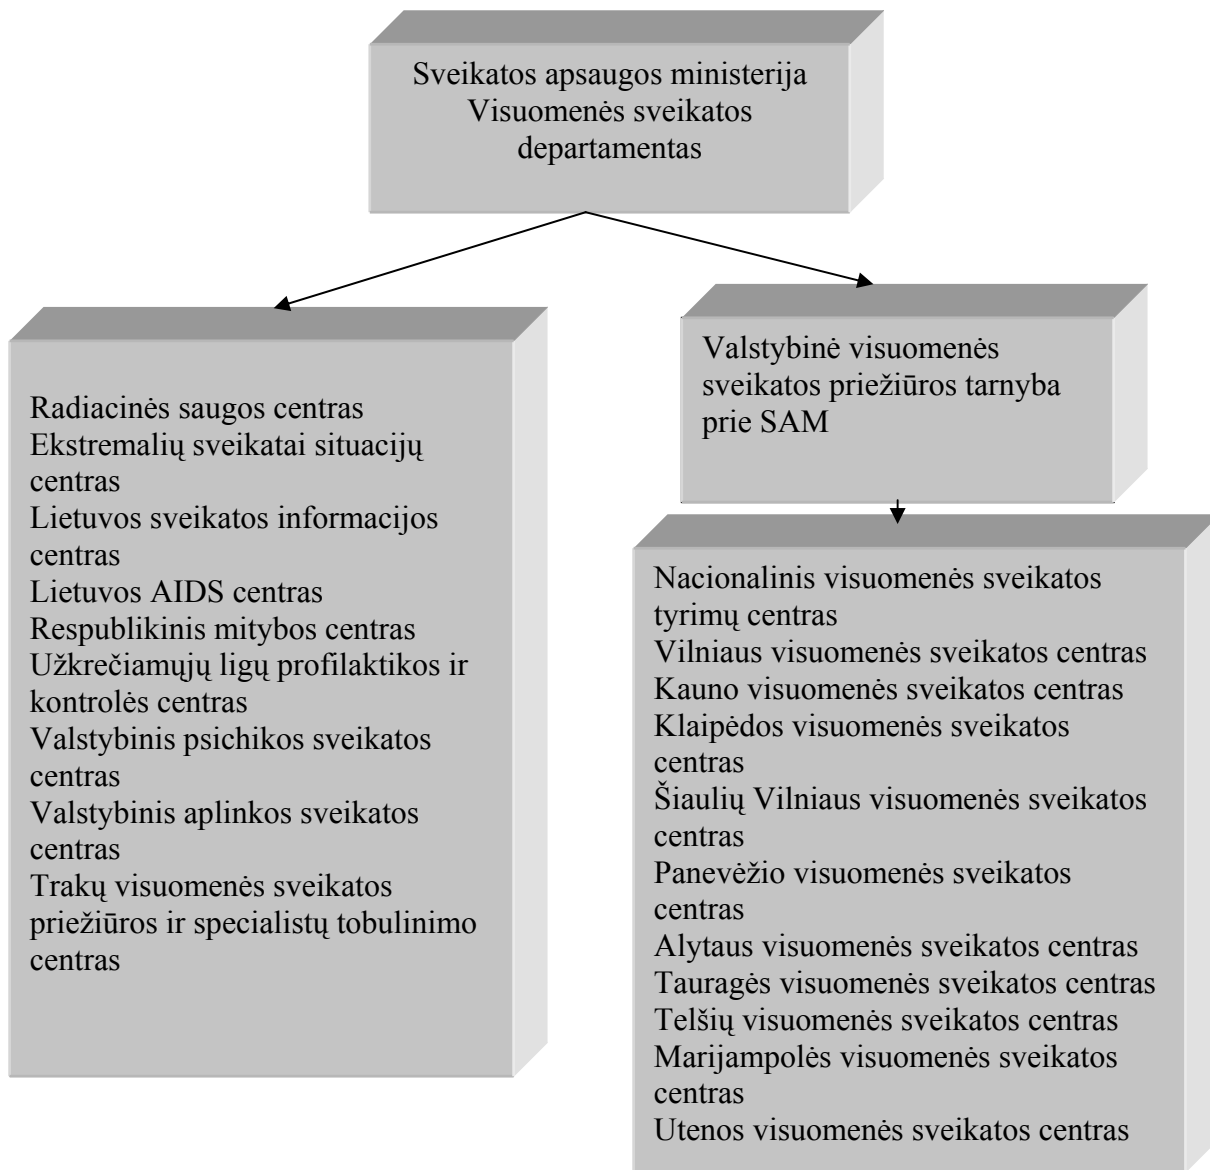 Sveikatos apsaugos ministerija
Visuomenės sveikatos
departamentas
Radiacinės saugos centras
Ekstremalių sveikatai situacijų
centras
Lietuvos sveikatos informacijos
centras
Lietuvos AIDS centras
Respublikinis mitybos centras
Užkrečiamųjų ligų profilaktikos ir
kontrolės centras
Valstybinis psichikos sveikatos
centras
Valstybinis aplinkos sveikatos
centras
Trakų visuomenės sveikatos
priežiūros ir specialistų tobulinimo
centras
Valstybinė visuomenės
sveikatos priežiūros tarnyba
prie SAM
Nacionalinis visuomenės sveikatos
tyrimų centras
Vilniaus visuomenės sveikatos centras
Kauno visuomenės sveikatos centras
Klaipėdos visuomenės sveikatos
centras
Šiaulių Vilniaus visuomenės sveikatos
centras
Panevėžio visuomenės sveikatos
centras
Alytaus visuomenės sveikatos centras
Tauragės visuomenės sveikatos centras
Telšių visuomenės sveikatos centras
Marijampolės visuomenės sveikatos
centras
Utenos visuomenės sveikatos centras